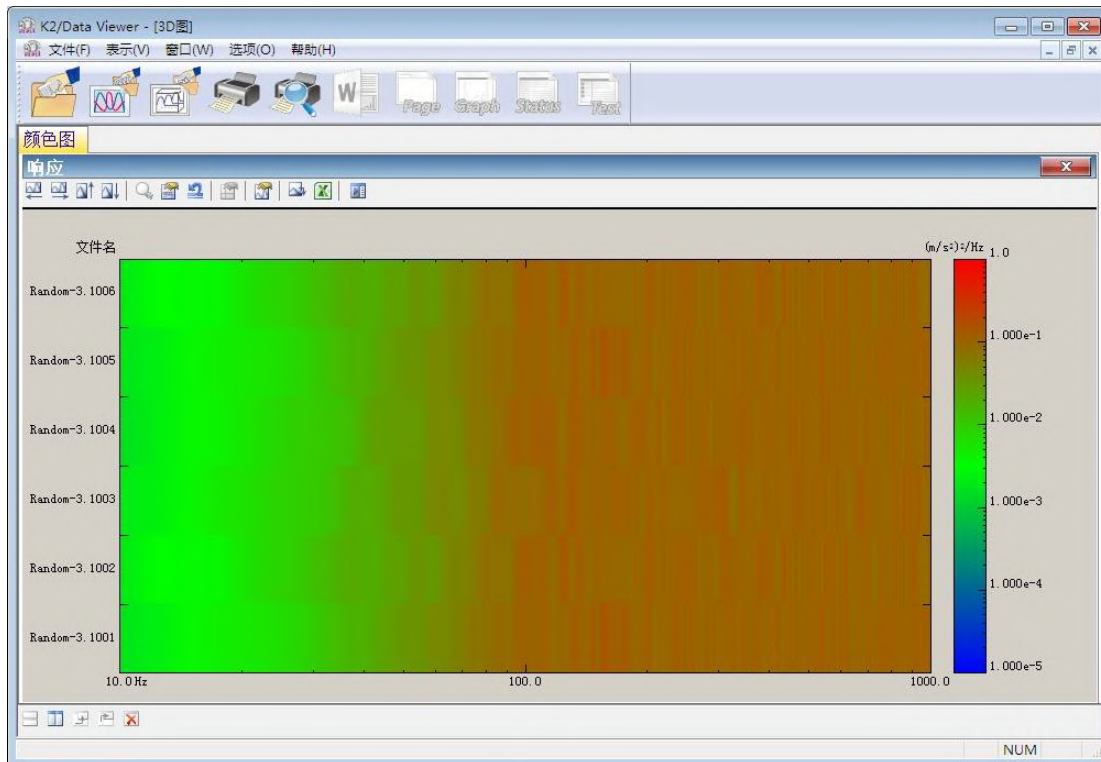 K2/Data Viewer - [3D图]
文件(F) 表示(V) 窗口(W) 选项(O) 帮助(H)
W Page Graph Status Test
颜色图
响应
文件名
(m/s²)²/Hz 1.0
Random-3.1006
1.000e-1
Random-3.1005
1.000e-2
Random-3.1004
1.000e-3
Random-3.1003
Random-3.1002
1.000e-4
Random-3.1001
1.000e-5
10.0 Hz 100.0 1000.0
NUM